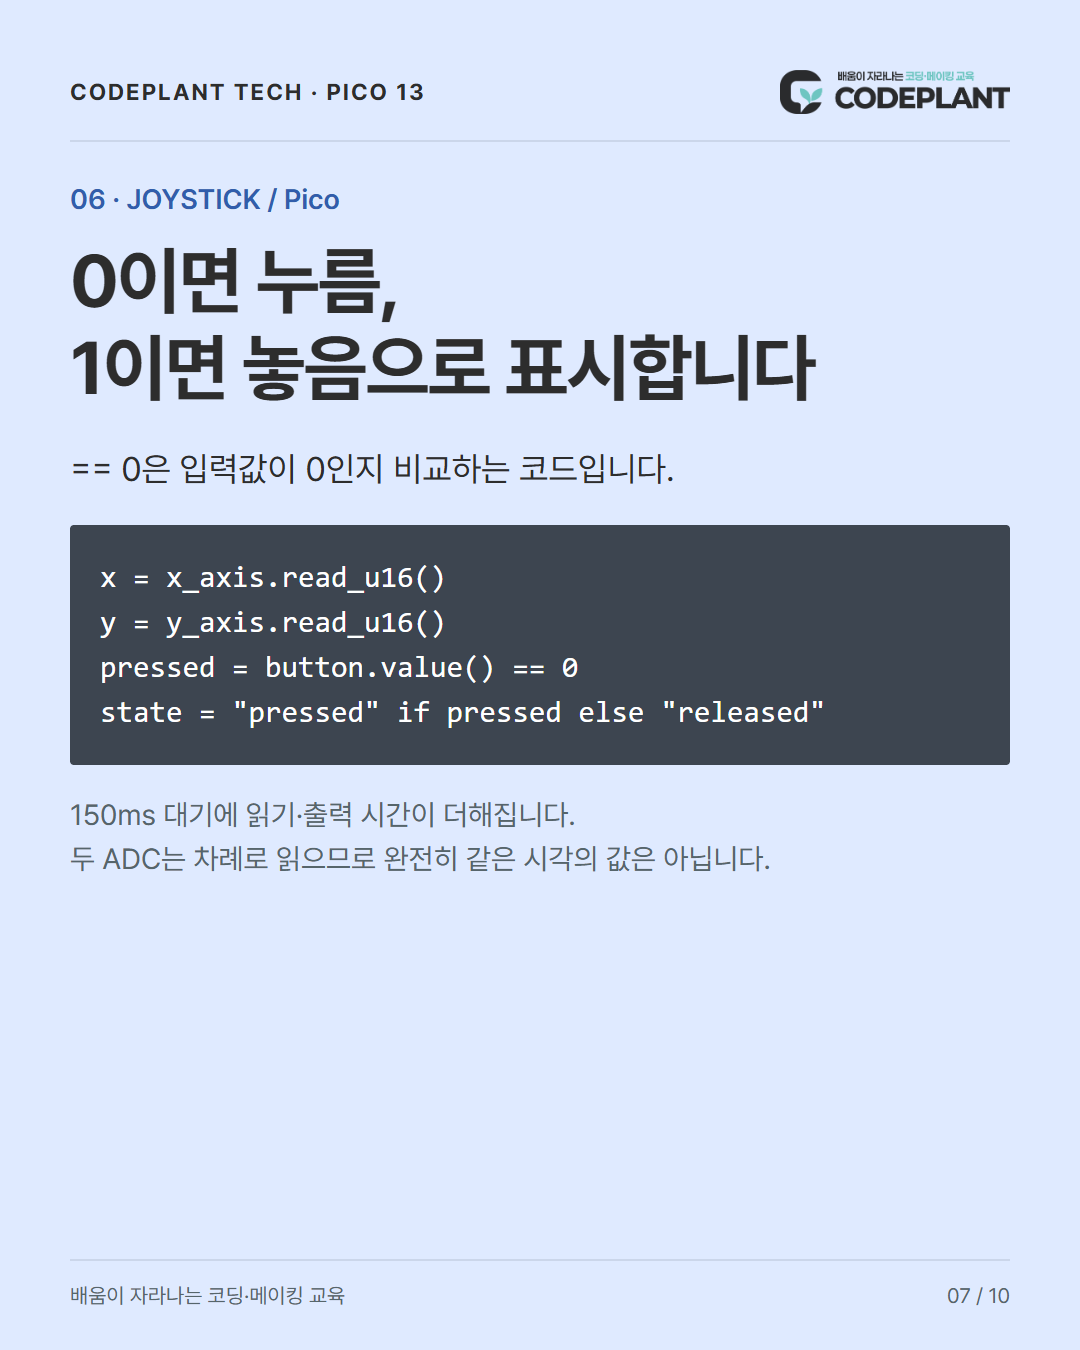 CODEPLANT TECH · PICO 13
배움이 자라나는 코딩·메이킹 교육
CODEPLANT
06 · JOYSTICK / Pico
0이면 누름,
1이면 놓음으로 표시합니다
== 0은 입력값이 0인지 비교하는 코드입니다.
x = x_axis.read_u16()
y = y_axis.read_u16()
pressed = button.value() == 0
state = "pressed" if pressed else "released"
150ms 대기에 읽기·출력 시간이 더해집니다.
두 ADC는 차례로 읽으므로 완전히 같은 시각의 값은 아닙니다.
배움이 자라나는 코딩·메이킹 교육
07 / 10